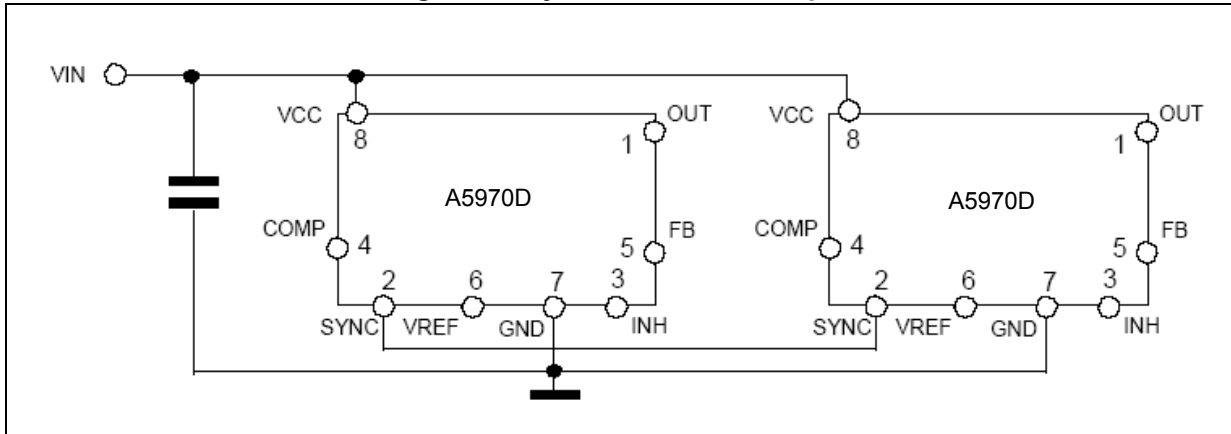 VIN
VCC
8
OUT
1
A5970D
COMP
4
FB
5
2
6
7
3
SYNC
VREF
GND
INH
VCC
8
OUT
1
A5970D
COMP
4
FB
5
2
6
7
3
SYNC
VREF
GND
INH